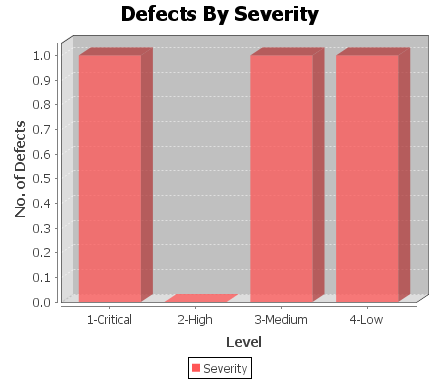 Defects By Severity
1.0
0.9
0.8
0.7
0.6
0.5
0.4
0.3
0.2
0.1
0.0
No. of Defects
1-Critical 2-High 3-Medium 4-Low
Level
Severity